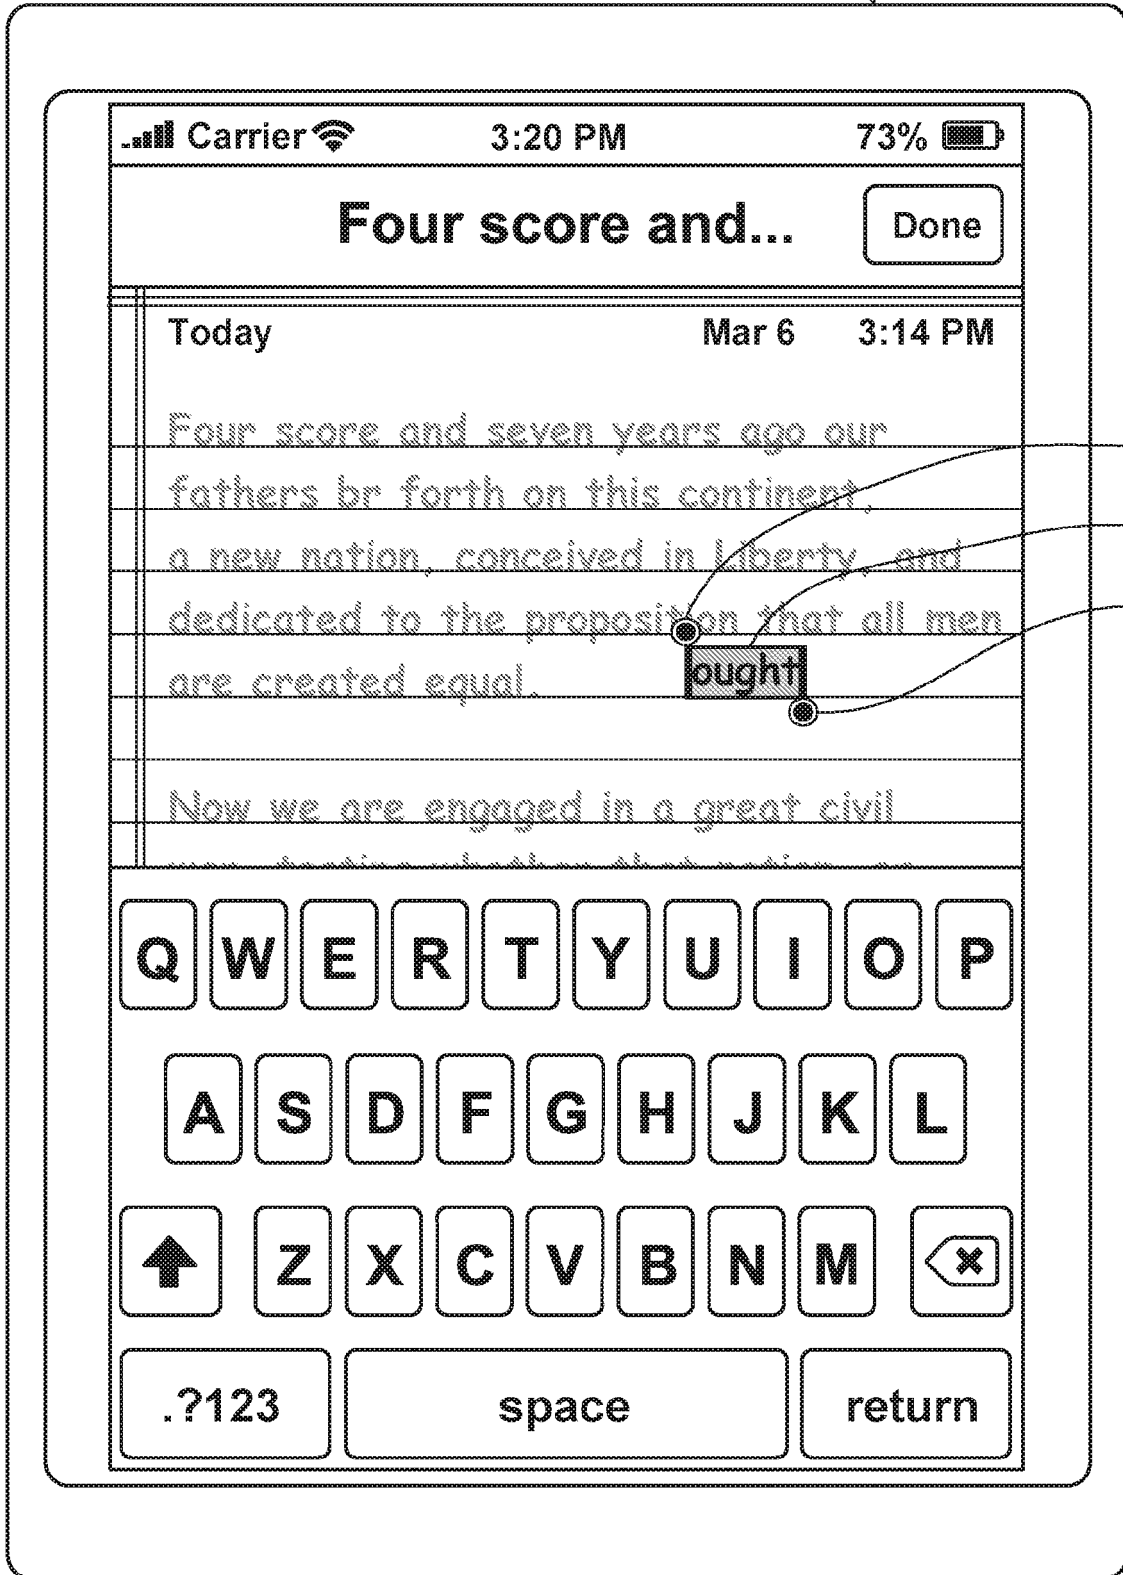 Carrier 3:20 PM 73%
Four score and... Done
Today Mar 6 3:14 PM
Four score and seven years ago our
fathers br forth on this continent,
a new nation, conceived in Liberty, and
dedicated to the proposition that all men
are created equal. ought
Now we are engaged in a great civil
Q W E R T Y U I O P
A S D F G H J K L
Z X C V B N M
.?123 space return